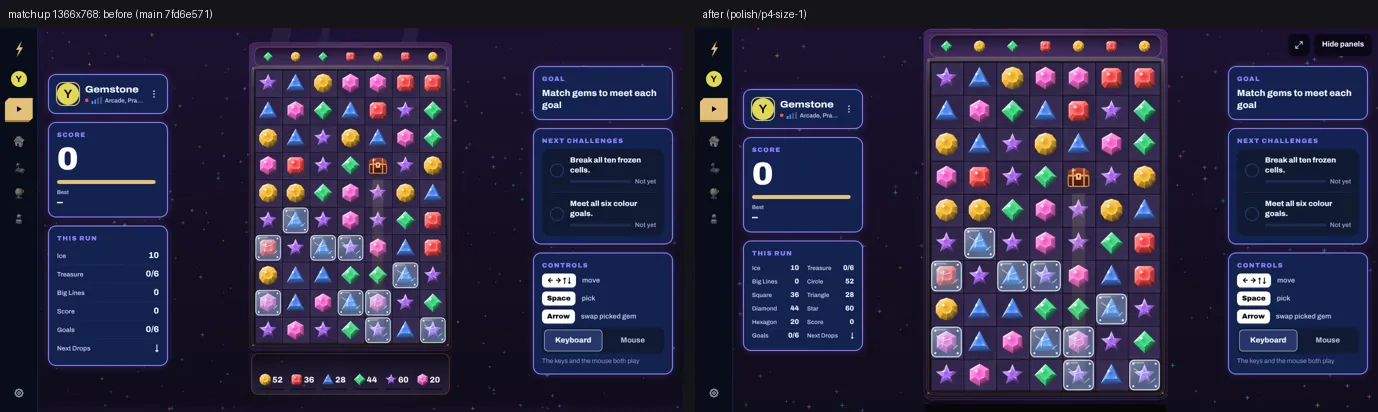 matchup 1366x768: before (main 7fd6e571)
Y
Y
Gemstone
Arcade, Pra...
SCORE
0
Best
–
THIS RUN
Ice 10
Treasure 0/6
Big Lines 0
Score 0
Goals 0/6
Next Drops ↓
52 36 28 44 60 20
GOAL
Match gems to meet each
goal
NEXT CHALLENGES
Break all ten frozen
cells.
Not yet
Meet all six colour
goals.
Not yet
CONTROLS
←→↑↓ move
Space pick
Arrow swap picked gem
Keyboard Mouse
The keys and the mouse both play
after (polish/p4-size-1)
Hide panels
Y
Y
Gemstone
Arcade, Pra...
SCORE
0
Best
–
THIS RUN
Ice 10 Treasure 0/6
Big Lines 0 Circle 52
Square 36 Triangle 28
Diamond 44 Star 60
Hexagon 20 Score 0
Goals 0/6 Next Drops ↓
GOAL
Match gems to meet each
goal
NEXT CHALLENGES
Break all ten frozen
cells.
Not yet
Meet all six colour
goals.
Not yet
CONTROLS
←→↑↓ move
Space pick
Arrow swap picked gem
Keyboard Mouse
The keys and the mouse both play